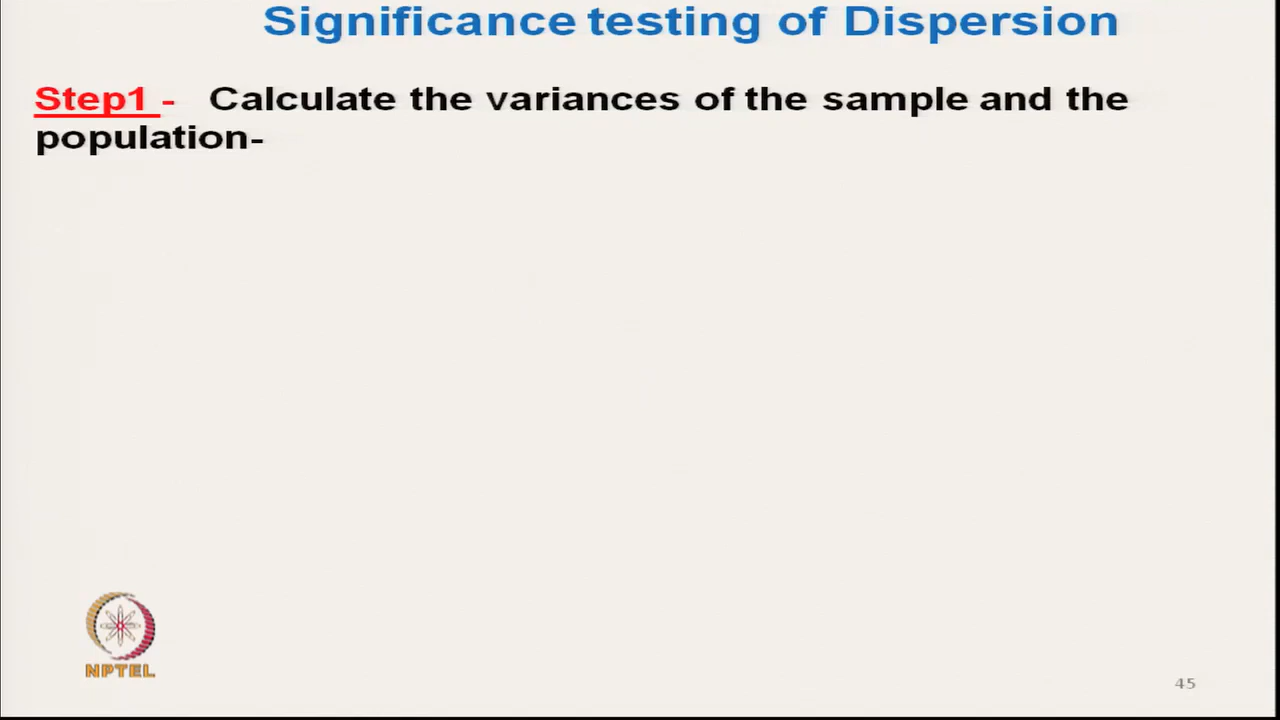 Significance testing of Dispersion
Step1 - Calculate the variances of the sample and the
population-
NPTEL
45